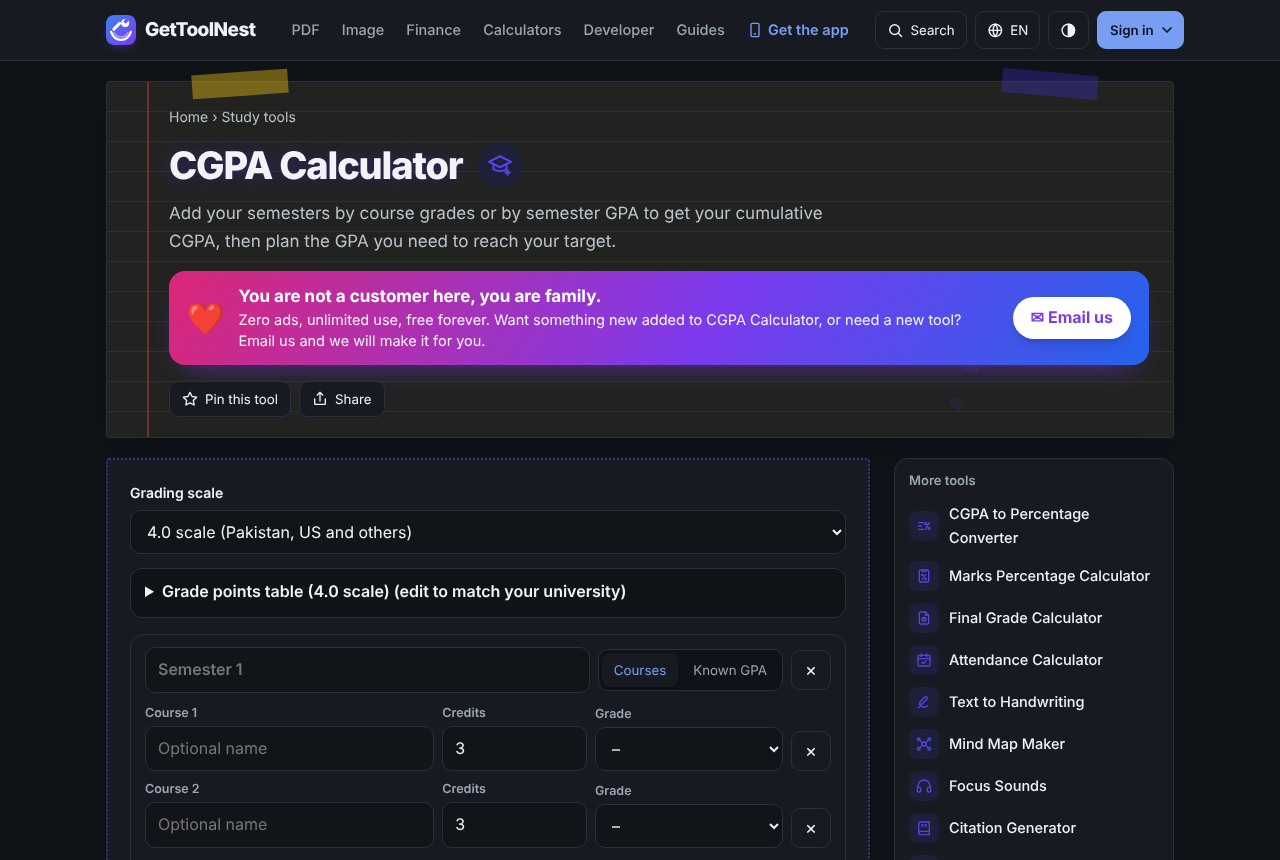 GetToolNest
PDF
Image
Finance
Calculators
Developer
Guides
Get the app
Search
EN
Sign in
Home › Study tools
CGPA Calculator
Add your semesters by course grades or by semester GPA to get your cumulative
CGPA, then plan the GPA you need to reach your target.
You are not a customer here, you are family.
Zero ads, unlimited use, free forever. Want something new added to CGPA Calculator, or need a new tool?
Email us and we will make it for you.
✉ Email us
Pin this tool
Share
Grading scale
4.0 scale (Pakistan, US and others)
Grade points table (4.0 scale) (edit to match your university)
Semester 1
Courses
Known GPA
×
Course 1
Credits
Grade
Optional name
3
–
×
Course 2
Credits
Grade
Optional name
3
–
×
More tools
CGPA to Percentage
Converter
Marks Percentage Calculator
Final Grade Calculator
Attendance Calculator
Text to Handwriting
Mind Map Maker
Focus Sounds
Citation Generator